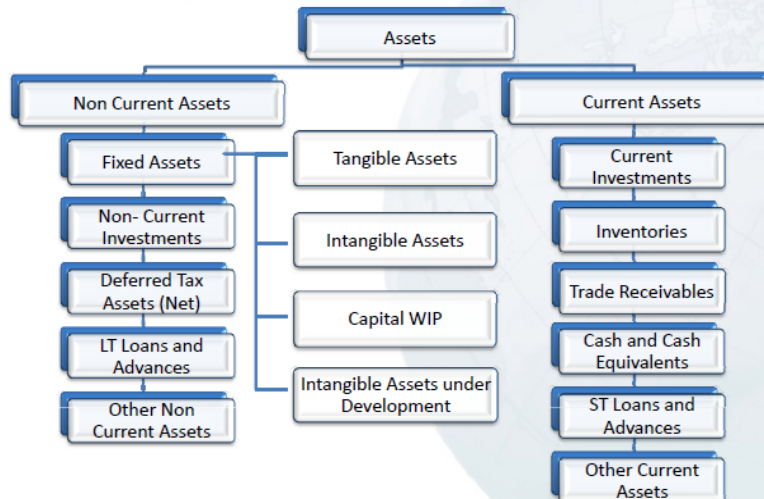 Assets
Non Current Assets
Current Assets
Fixed Assets
Non- Current
Investments
Deferred Tax
Assets (Net)
LT Loans and
Advances
Other Non
Current Assets
Tangible Assets
Intangible Assets
Capital WIP
Intangible Assets under
Development
Current
Investments
Inventories
Trade Receivables
Cash and Cash
Equivalents
ST Loans and
Advances
Other Current
Assets